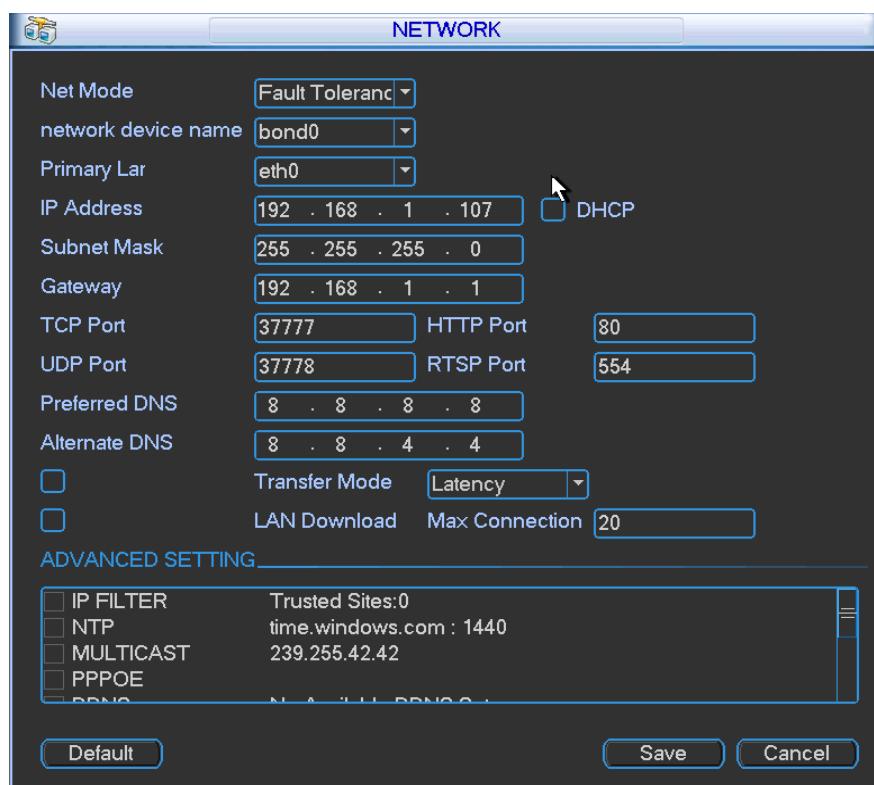 NETWORK
Net Mode Fault Toleranc
network device name bond0
Primary Lar eth0
IP Address 192 . 168 . 1 . 107 DHCP
Subnet Mask 255 . 255 . 255 . 0
Gateway 192 . 168 . 1 . 1
TCP Port 37777 HTTP Port 80
UDP Port 37778 RTSP Port 554
Preferred DNS 8 . 8 . 8 . 8
Alternate DNS 8 . 8 . 4 . 4
Transfer Mode Latency
LAN Download Max Connection 20
ADVANCED SETTING
IP FILTER Trusted Sites:0
NTP time.windows.com : 1440
MULTICAST 239.255.42.42
PPPOE
Default Save Cancel